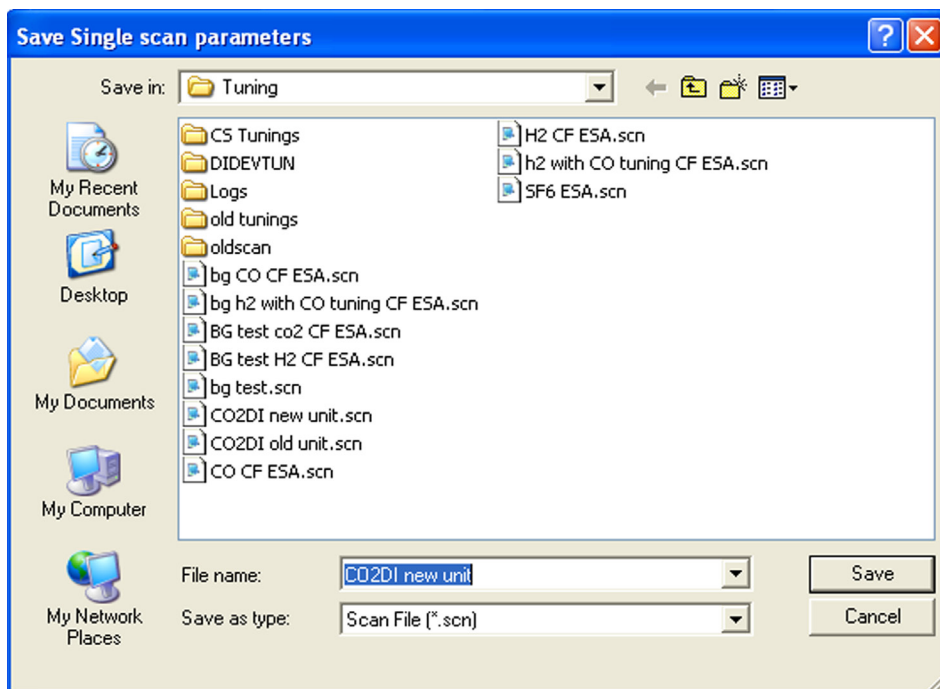 Save Single scan parameters
Save in:
Tuning
My Recent
Documents
Desktop
My Documents
My Computer
My Network
Places
CS Tunings
DIDEVTUN
Logs
old tunings
oldscan
bg CO CF ESA.scn
bg h2 with CO tuning CF ESA.scn
BG test co2 CF ESA.scn
BG test H2 CF ESA.scn
bg test.scn
CO2DI new unit.scn
CO2DI old unit.scn
CO CF ESA.scn
H2 CF ESA.scn
h2 with CO tuning CF ESA.scn
SF6 ESA.scn
File name:
CO2DI new unit
Save
Save as type:
Scan File (*.scn)
Cancel